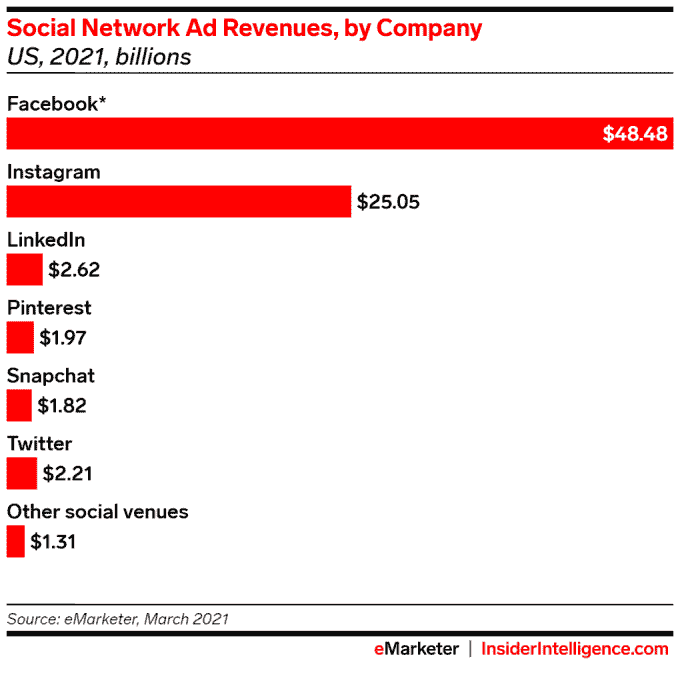 Social Network Ad Revenues, by Company
US, 2021, billions
Facebook*
$48.48
Instagram
$25.05
LinkedIn
$2.62
Pinterest
$1.97
Snapchat
$1.82
Twitter
$2.21
Other social venues
$1.31
Source: eMarketer, March 2021
eMarketer | InsiderIntelligence.com